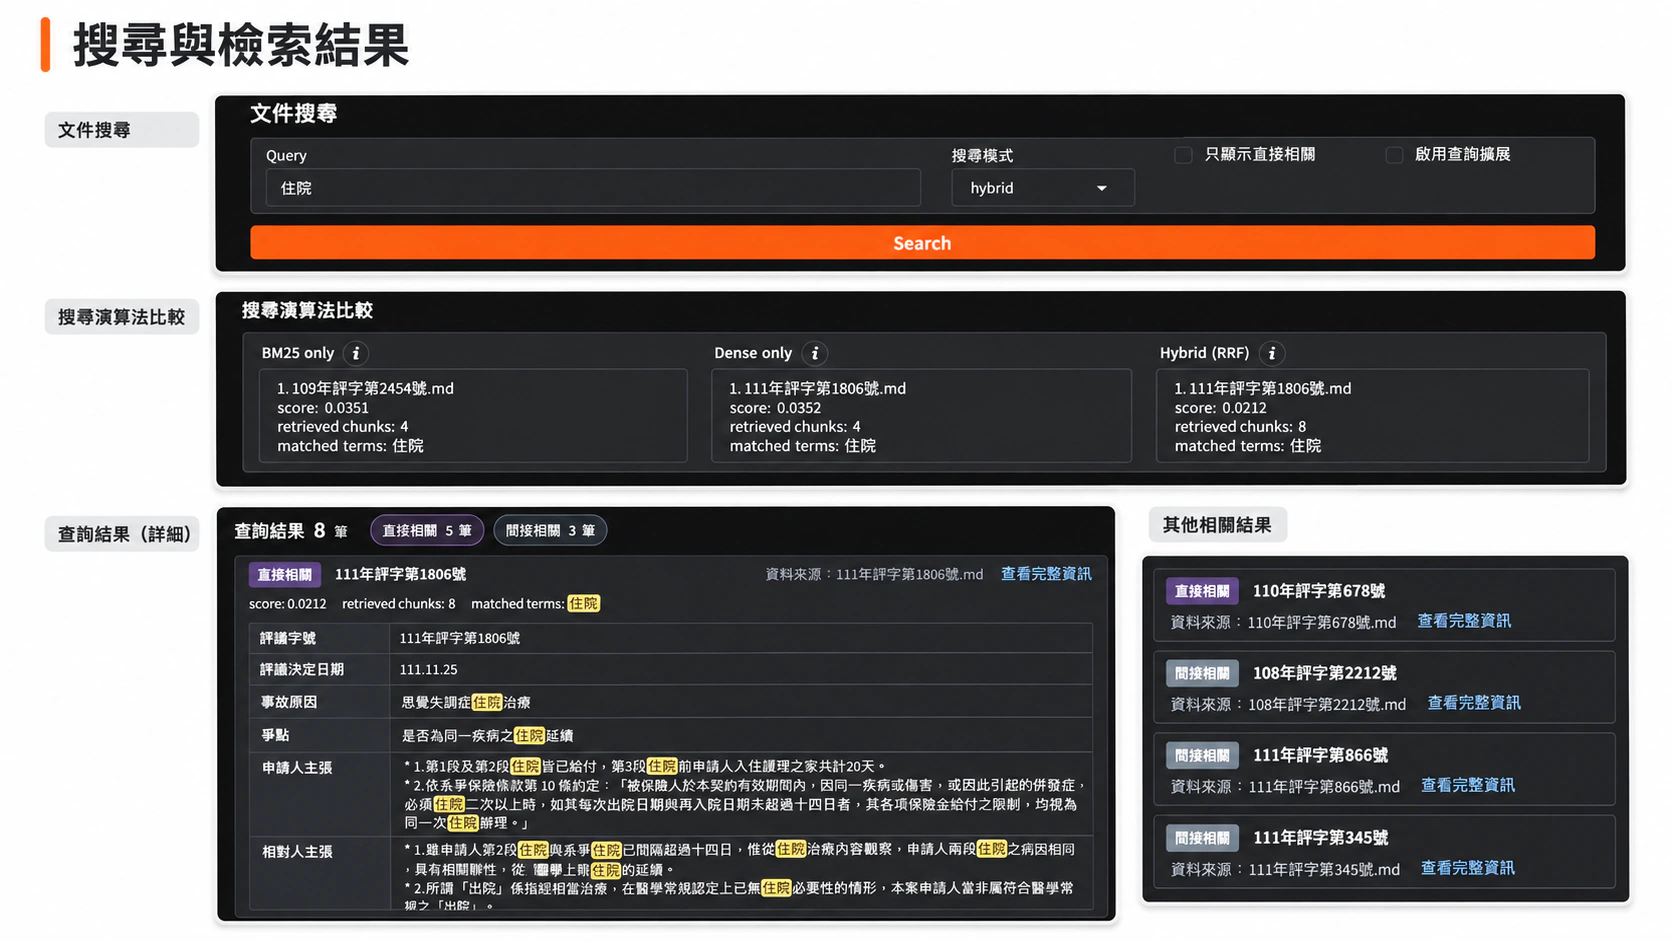 搜尋與檢索結果
文件搜尋
文件搜尋
Query
搜尋模式
只顯示直接相關
啟用查詢擴展
住院
hybrid
Search
搜尋演算法比較
搜尋演算法比較
BM25 only
1. 109年評字第2454號.md
score: 0.0351
retrieved chunks: 4
matched terms: 住院
Dense only
1. 111年評字第1806號.md
score: 0.0352
retrieved chunks: 4
matched terms: 住院
Hybrid (RRF)
1. 111年評字第1806號.md
score: 0.0212
retrieved chunks: 8
matched terms: 住院
查詢結果（詳細）
查詢結果 8 筆 直接相關 5 筆 間接相關 3 筆
直接相關 111年評字第1806號 資料來源：111年評字第1806號.md 查看完整資訊
score: 0.0212 retrieved chunks: 8 matched terms: 住院
評議字號 111年評字第1806號
評議決定日期 111.11.25
事故原因 思覺失調症住院治療
爭點 是否為同一疾病之住院延續
申請人主張
* 1.第1段及第2段住院皆已給付，第3段住院前申請人入住護理之家共計20天。
* 2.依系爭保險條款第 10 條約定：「被保險人於本契約有效期間內，因同一疾病或傷害，或因此引起的併發症，
必須住院二次以上時，如其每次出院日期與再入院日期未超過十四日者，其各項保險金給付之限制，均視為
同一次住院辦理。」
相對人主張
* 1.雖申請人第2段住院與系爭住院已間隔超過十四日，惟從住院治療內容觀察，申請人兩段住院之病因相同
，具有相關聯性，從 上 住院的延續。
* 2.所謂「出院」係指經相當治療，在醫學常規認定上已無住院必要性的情形，本案申請人當非屬符合醫學常
規之「出院」。
其他相關結果
直接相關 110年評字第678號
資料來源：110年評字第678號.md 查看完整資訊
間接相關 108年評字第2212號
資料來源：108年評字第2212號.md 查看完整資訊
間接相關 111年評字第866號
資料來源：111年評字第866號.md 查看完整資訊
間接相關 111年評字第345號
資料來源：111年評字第345號.md 查看完整資訊